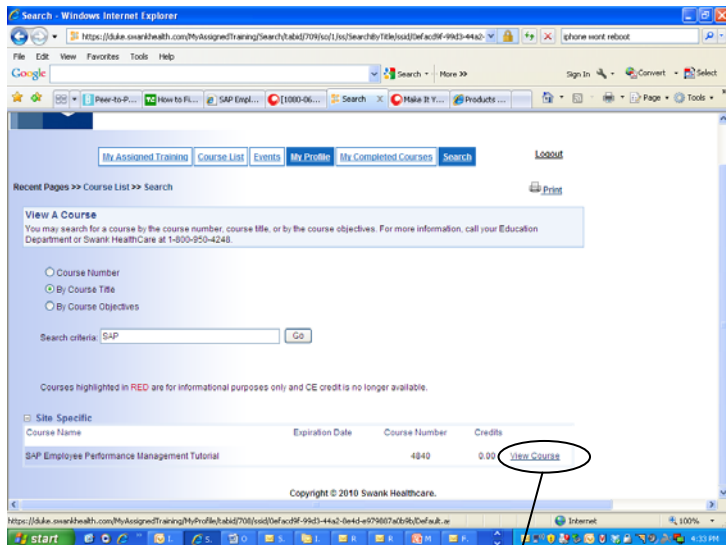 Search - Windows Internet Explorer
https://duke.swankhealth.com/MyAssignedTraining/Search/tabid/709/so/1/ss/SearchByTitle/ssid/0efacd9f-99d3-44a2-
iphone wont reboot
File Edit View Favorites Tools Help
Google Search More >> Sign In Convert Select
Peer-to-P... How to Fi... SAP Empl... [1080-06... Search Make It Y... Products ... Page Tools
My Assigned Training Course List Events My Profile My Completed Courses Search Logout
Recent Pages >> Course List >> Search Print
View A Course
You may search for a course by the course number, course title, or by the course objectives. For more information, call your Education
Department or Swank HealthCare at 1-800-950-4248.
Course Number
By Course Title
By Course Objectives
Search criteria: SAP Go
Courses highlighted in RED are for informational purposes only and CE credit is no longer available.
Site Specific
Course Name Expiration Date Course Number Credits
SAP Employee Performance Management Tutorial 4840 0.00 View Course
Copyright © 2010 Swank Healthcare.
https://duke.swankhealth.com/MyAssignedTraining/MyProfile/tabid/708/ssid/0efacd9f-99d3-44a2-8e4d-e979887a0b9b/Default.as Internet 100%
start 4:33 PM